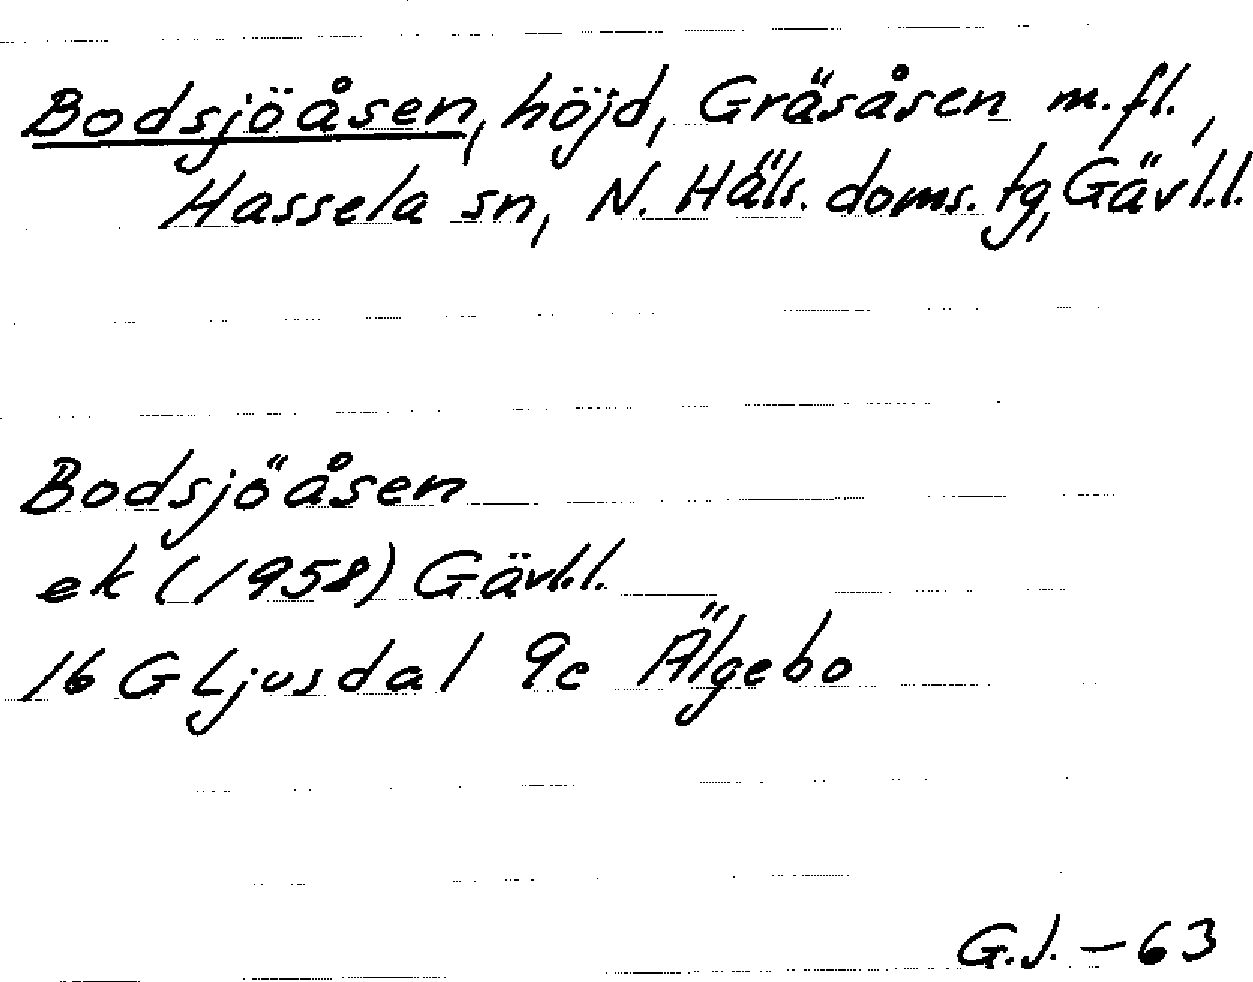 Bodsjöåsen, höjd, Gräsåsen m.fl.,
Hassela sn, N. Häls. doms. tg, Gävl.l.
Bodsjöåsen
ek (1958) Gävl.l.
16 G Ljusdal 9c Älgebo
G.J. – 63